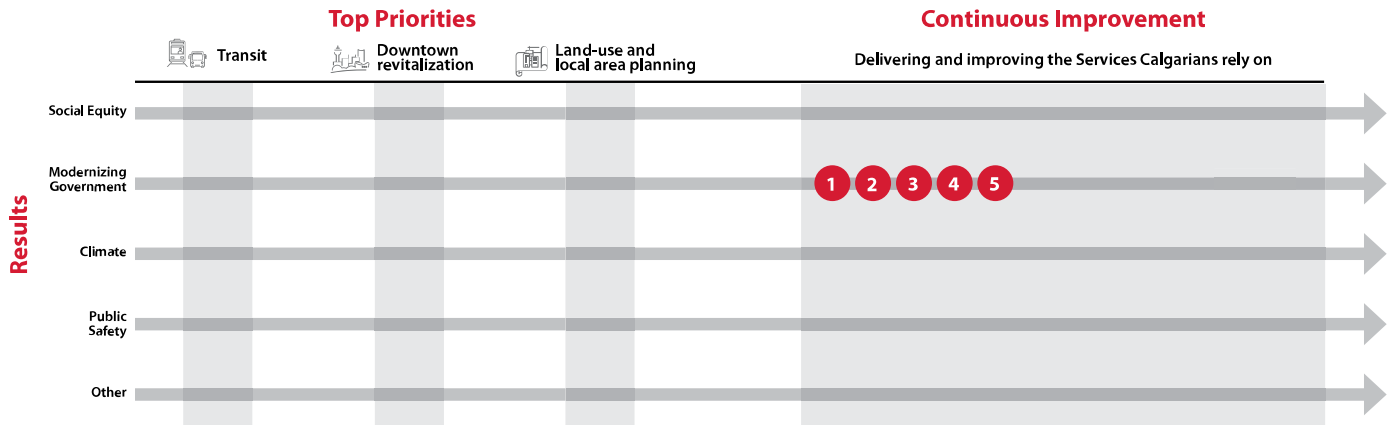 Top Priorities
Continuous Improvement
Transit
Downtown
revitalization
Land-use and
local area planning
Delivering and improving the Services Calgarians rely on
Results
Social Equity
Modernizing
Government
1 2 3 4 5
Climate
Public
Safety
Other